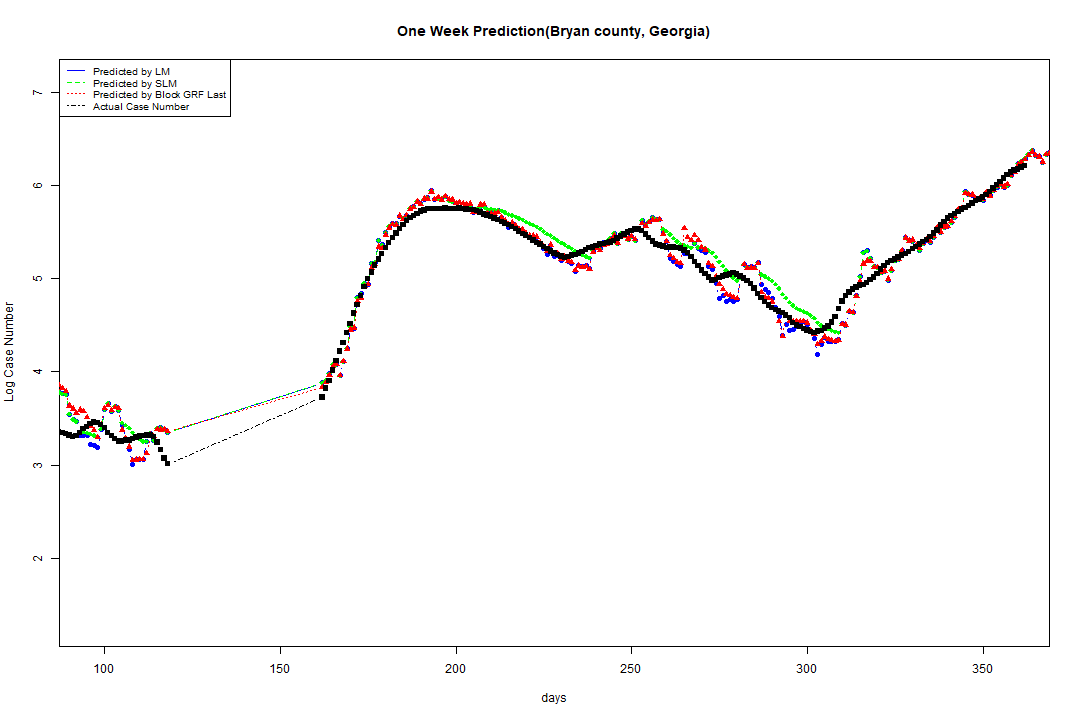 One Week Prediction(Bryan county, Georgia)
Predicted by LM
Predicted by SLM
Predicted by Block GRF Last
Actual Case Number
7
6
5
4
3
2
Log Case Number
100 150 200 250 300 350
days